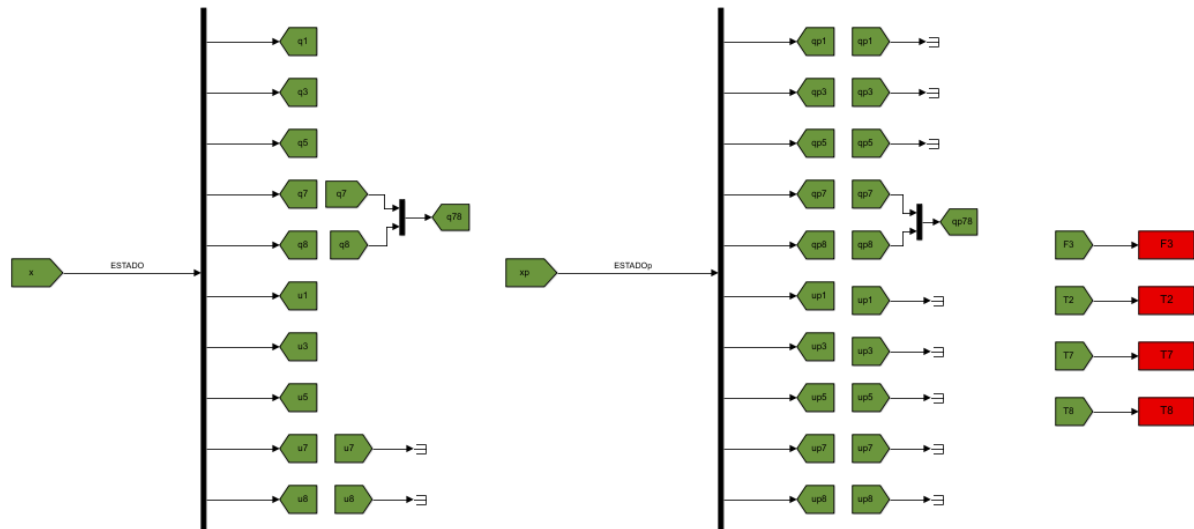 q1
qp1 qp1
q3
qp3 qp3
q5
qp5 qp5
q7 q7
qp7 qp7
q78
qp78
q8 q8
qp8 qp8
F3 F3
x
ESTADO
xp
ESTADOp
u1
up1 up1
T2 T2
u3
up3 up3
T7 T7
u5
up5 up5
T8 T8
u7 u7
up7 up7
u8 u8
up8 up8